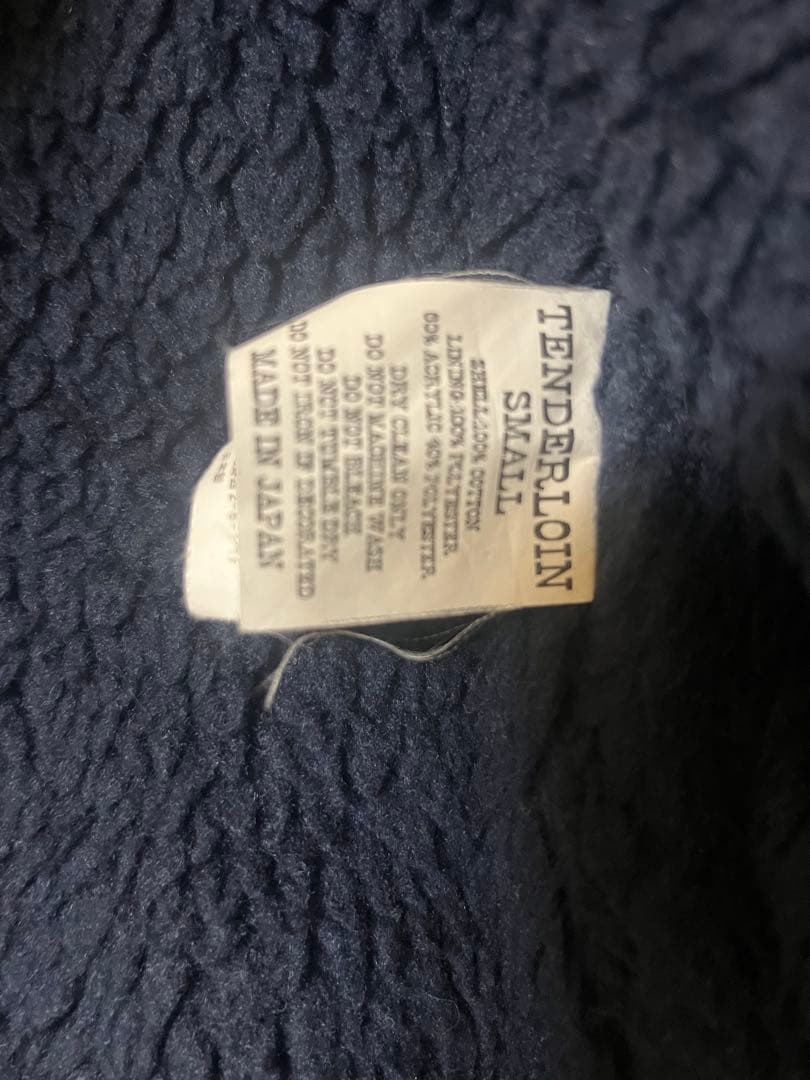 TENDERLOIN
SMALL
SHELL:100% COTTON
LINING:100% POLYESTER
60% ACRYLIC 40% POLYESTER.
DRY CLEAN ONLY
DO NOT MACHINE WASH
DO NOT BLEACH
DO NOT TUMBLE DRY
DO NOT IRON IF DECORATED
MADE IN JAPAN